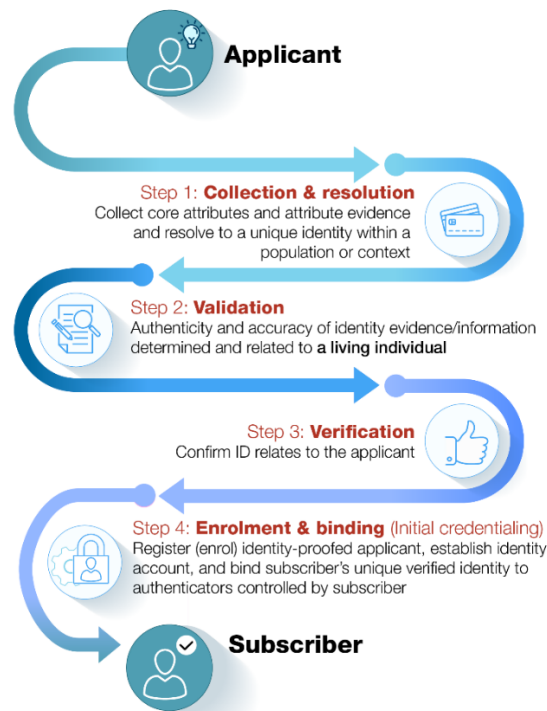 Applicant
Step 1: Collection & resolution
Collect core attributes and attribute evidence
and resolve to a unique identity within a
population or context
Step 2: Validation
Authenticity and accuracy of identity evidence/information
determined and related to a living individual
Step 3: Verification
Confirm ID relates to the applicant
Step 4: Enrolment & binding (Initial credentialing)
Register (enrol) identity-proofed applicant, establish identity
account, and bind subscriber's unique verified identity to
authenticators controlled by subscriber
Subscriber